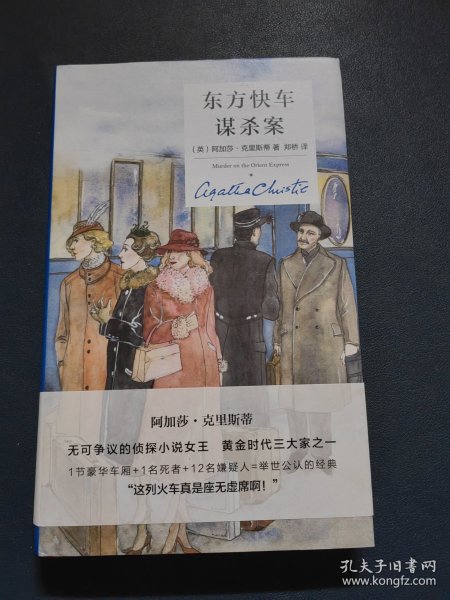 东方快车
谋杀案
（英）阿加莎·克里斯蒂 著 郑桥 译
Murder on the Orient Express
Agatha Christie
阿加莎·克里斯蒂
无可争议的侦探小说女王 黄金时代三大家之一
1节豪华车厢+1名死者+12名嫌疑人=举世公认的经典
“这列火车真是座无虚席啊！”
孔夫子旧书网
www.kongfz.com